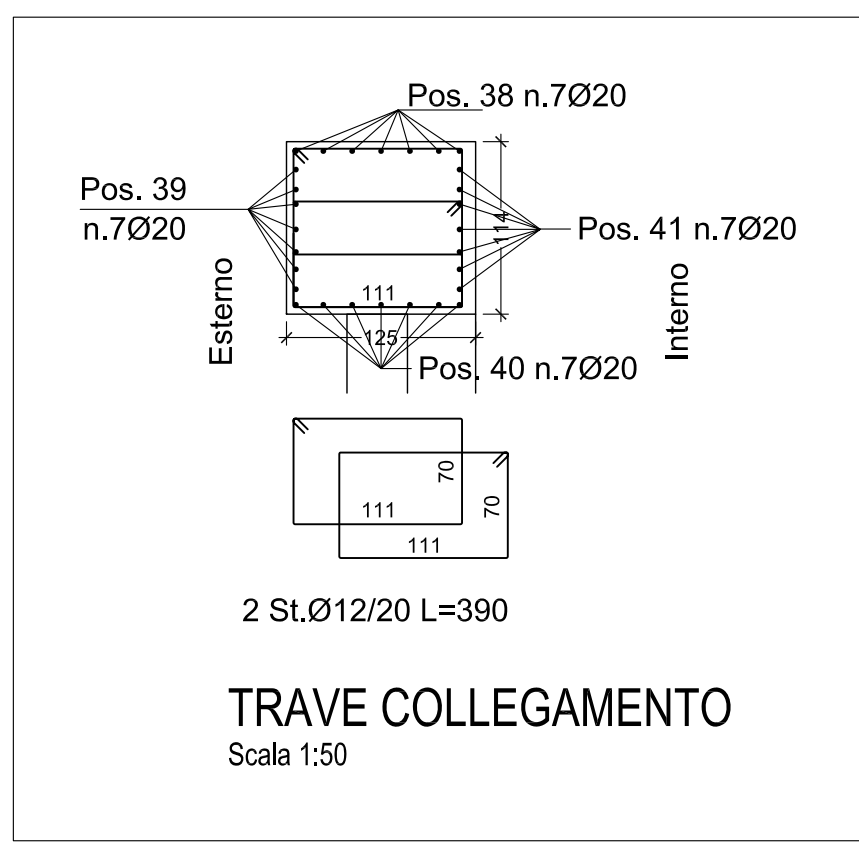 Pos. 38 n.7Ø20
Pos. 39
n.7Ø20
114
Pos. 41 n.7Ø20
Esterno
111
Interno
125
Pos. 40 n.7Ø20
70
111
70
111
2 St.Ø12/20 L=390
TRAVE COLLEGAMENTO
Scala 1:50